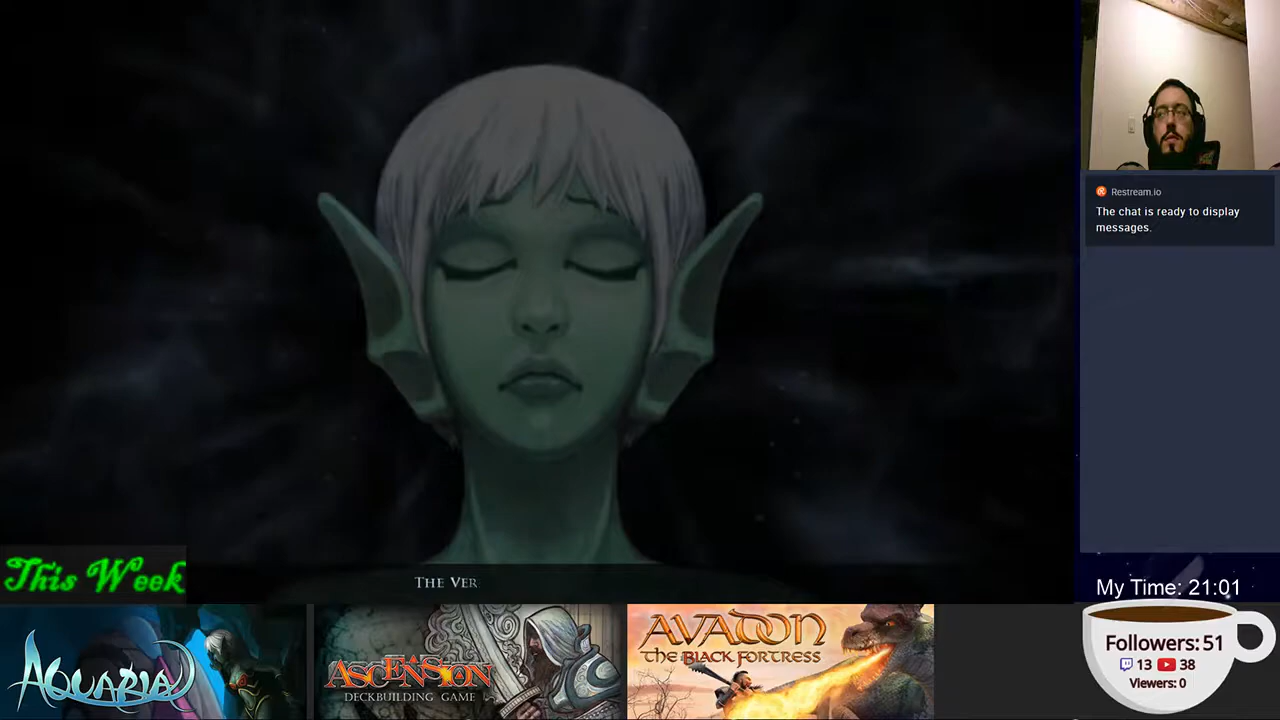 Restream.io
The chat is ready to display
messages.
THE VER
This Week
My Time: 21:01
AQUARIA
ASCENSION
DECKBUILDING GAME
AVADON
THE BLACK FORTRESS
Followers: 51
13 38
Viewers: 0